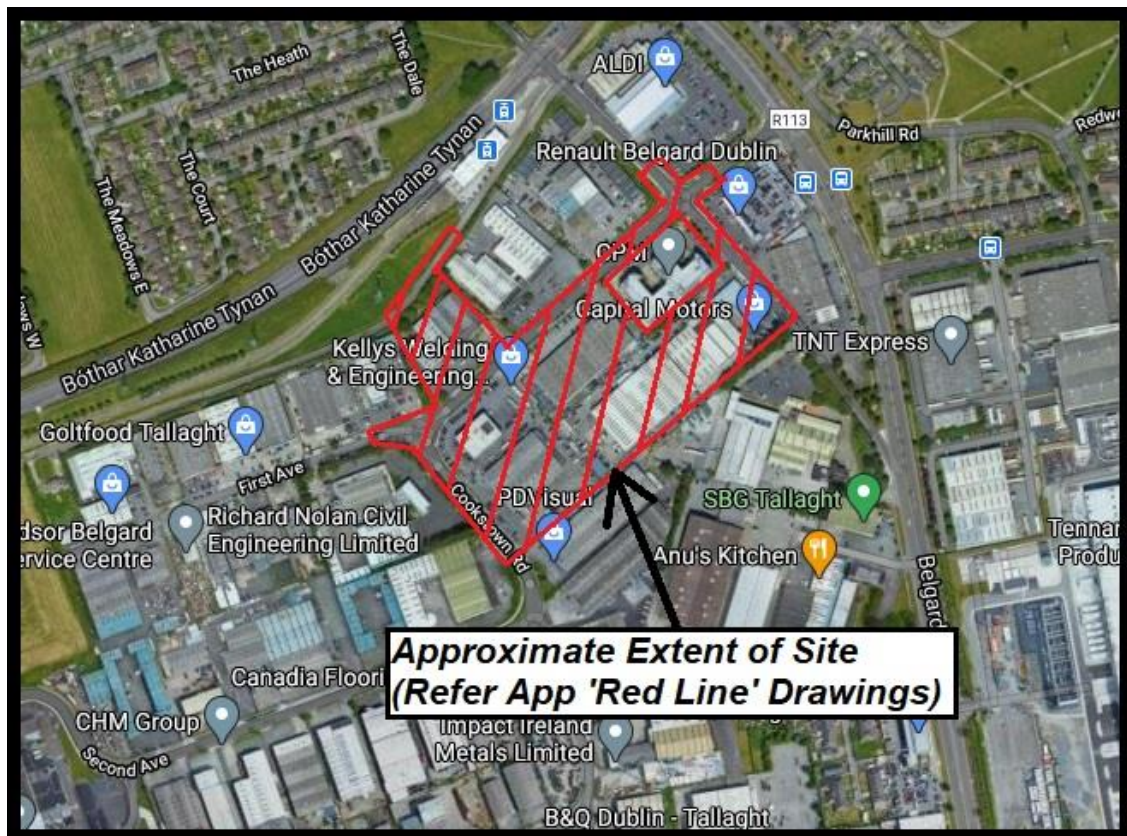 ALDI
The Heath
The Dale
R113
Parkhill Rd
Renault Belgard Dublin
The Court
The Meadows E
Bóthar Katharine Tynan
Capital Motors
TNT Express
Kellys Welding
& Engineering...
Bóthar Katharine Tynan
Goltfood Tallaght
First Ave
PDVisual
SBG Tallaght
Cookstown Rd
Richard Nolan Civil
Engineering Limited
Anu's Kitchen
Belgard
Approximate Extent of Site
(Refer App 'Red Line' Drawings)
Canadia Floori
CHM Group
Impact Ireland
Metals Limited
Second Ave
B&Q Dublin - Tallaght